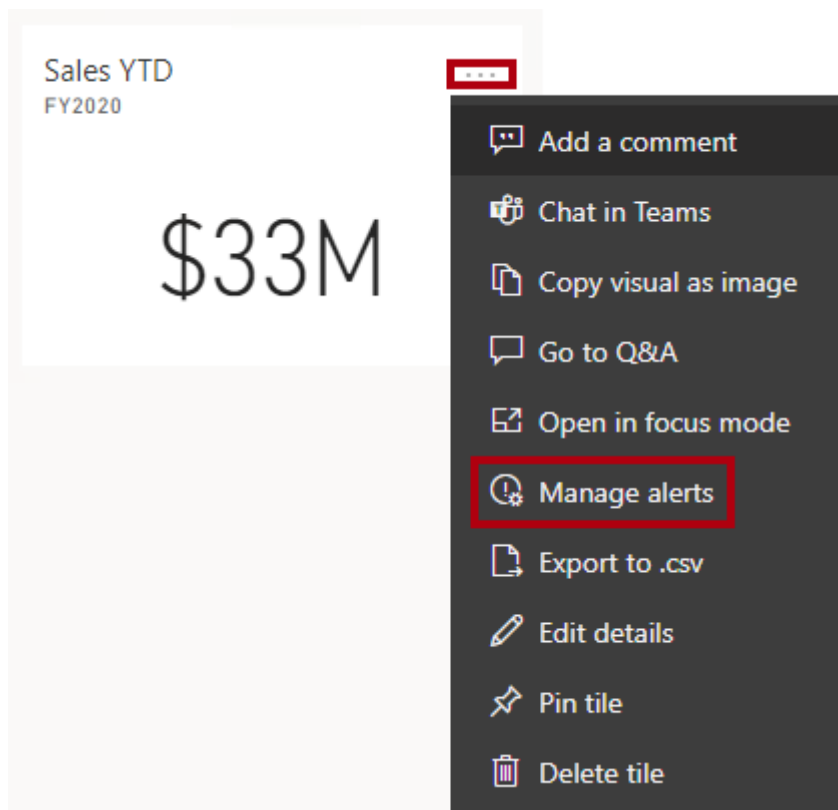 Sales YTD
...
FY2020
$33M
Add a comment
Chat in Teams
Copy visual as image
Go to Q&A
Open in focus mode
Manage alerts
Export to .csv
Edit details
Pin tile
Delete tile